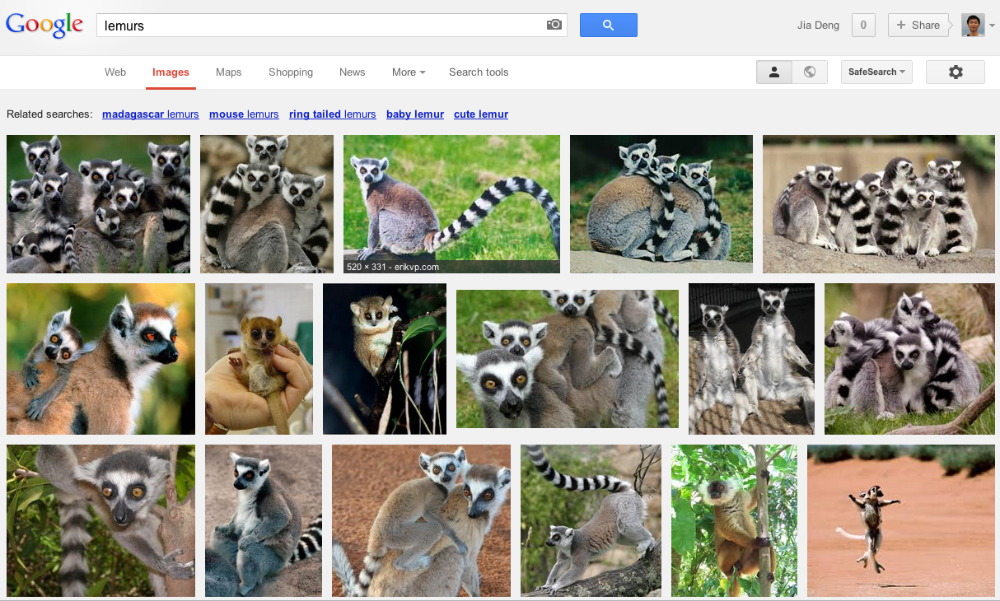 Google lemurs Jia Deng 0 + Share
Web Images Maps Shopping News More Search tools SafeSearch
Related searches: madagascar lemurs mouse lemurs ring tailed lemurs baby lemur cute lemur
520 × 331 - erikvp.com